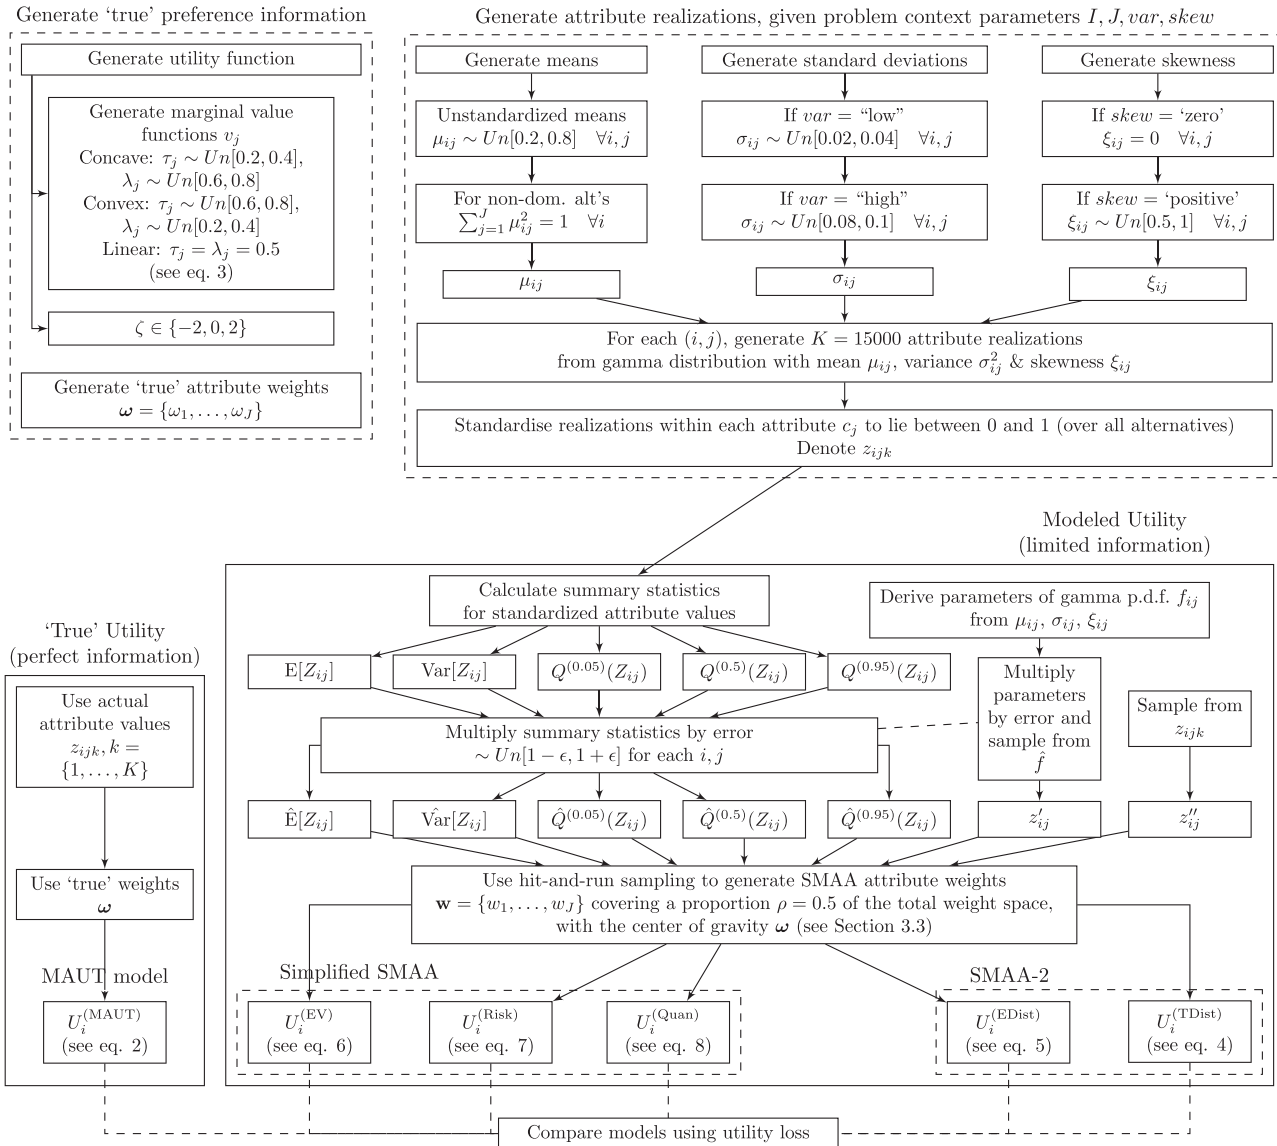 Generate ‘true’ preference information
Generate utility function
Generate marginal value
functions v_j
Concave: τ_j ∼ Un[0.2, 0.4],
λ_j ∼ Un[0.6, 0.8]
Convex: τ_j ∼ Un[0.6, 0.8],
λ_j ∼ Un[0.2, 0.4]
Linear: τ_j = λ_j = 0.5
(see eq. 3)
ζ ∈ {−2, 0, 2}
Generate ‘true’ attribute weights
ω = {ω_1, . . . , ω_J}
Generate attribute realizations, given problem context parameters I, J, var, skew
Generate means
Unstandardized means
μ_ij ∼ Un[0.2, 0.8] ∀i, j
For non-dom. alt’s
∑_{j=1}^{J} μ_ij^2 = 1 ∀i
μ_ij
Generate standard deviations
If var = “low”
σ_ij ∼ Un[0.02, 0.04] ∀i, j
If var = “high”
σ_ij ∼ Un[0.08, 0.1] ∀i, j
σ_ij
Generate skewness
If skew = ‘zero’
ξ_ij = 0 ∀i, j
If skew = ‘positive’
ξ_ij ∼ Un[0.5, 1] ∀i, j
ξ_ij
For each (i, j), generate K = 15000 attribute realizations
from gamma distribution with mean μ_ij, variance σ_ij^2 & skewness ξ_ij
Standardise realizations within each attribute c_j to lie between 0 and 1 (over all alternatives)
Denote z_ijk
‘True’ Utility
(perfect information)
Use actual
attribute values
z_ijk, k =
{1, . . . , K}
Use ‘true’ weights
ω
MAUT model
U_i^(MAUT)
(see eq. 2)
Modeled Utility
(limited information)
Calculate summary statistics
for standardized attribute values
Derive parameters of gamma p.d.f. f_ij
from μ_ij, σ_ij, ξ_ij
E[Z_ij]
Var[Z_ij]
Q^(0.05)(Z_ij)
Q^(0.5)(Z_ij)
Q^(0.95)(Z_ij)
Multiply
parameters
by error and
sample from
f̂
Sample from
z_ijk
Multiply summary statistics by error
∼ Un[1 − ϵ, 1 + ϵ] for each i, j
Ê[Z_ij]
Vâr[Z_ij]
Q̂^(0.05)(Z_ij)
Q̂^(0.5)(Z_ij)
Q̂^(0.95)(Z_ij)
z′_ij
z′′_ij
Use hit-and-run sampling to generate SMAA attribute weights
w = {w_1, . . . , w_J} covering a proportion ρ = 0.5 of the total weight space,
with the center of gravity ω (see Section 3.3)
Simplified SMAA
U_i^(EV)
(see eq. 6)
U_i^(Risk)
(see eq. 7)
U_i^(Quan)
(see eq. 8)
SMAA-2
U_i^(EDist)
(see eq. 5)
U_i^(TDist)
(see eq. 4)
Compare models using utility loss